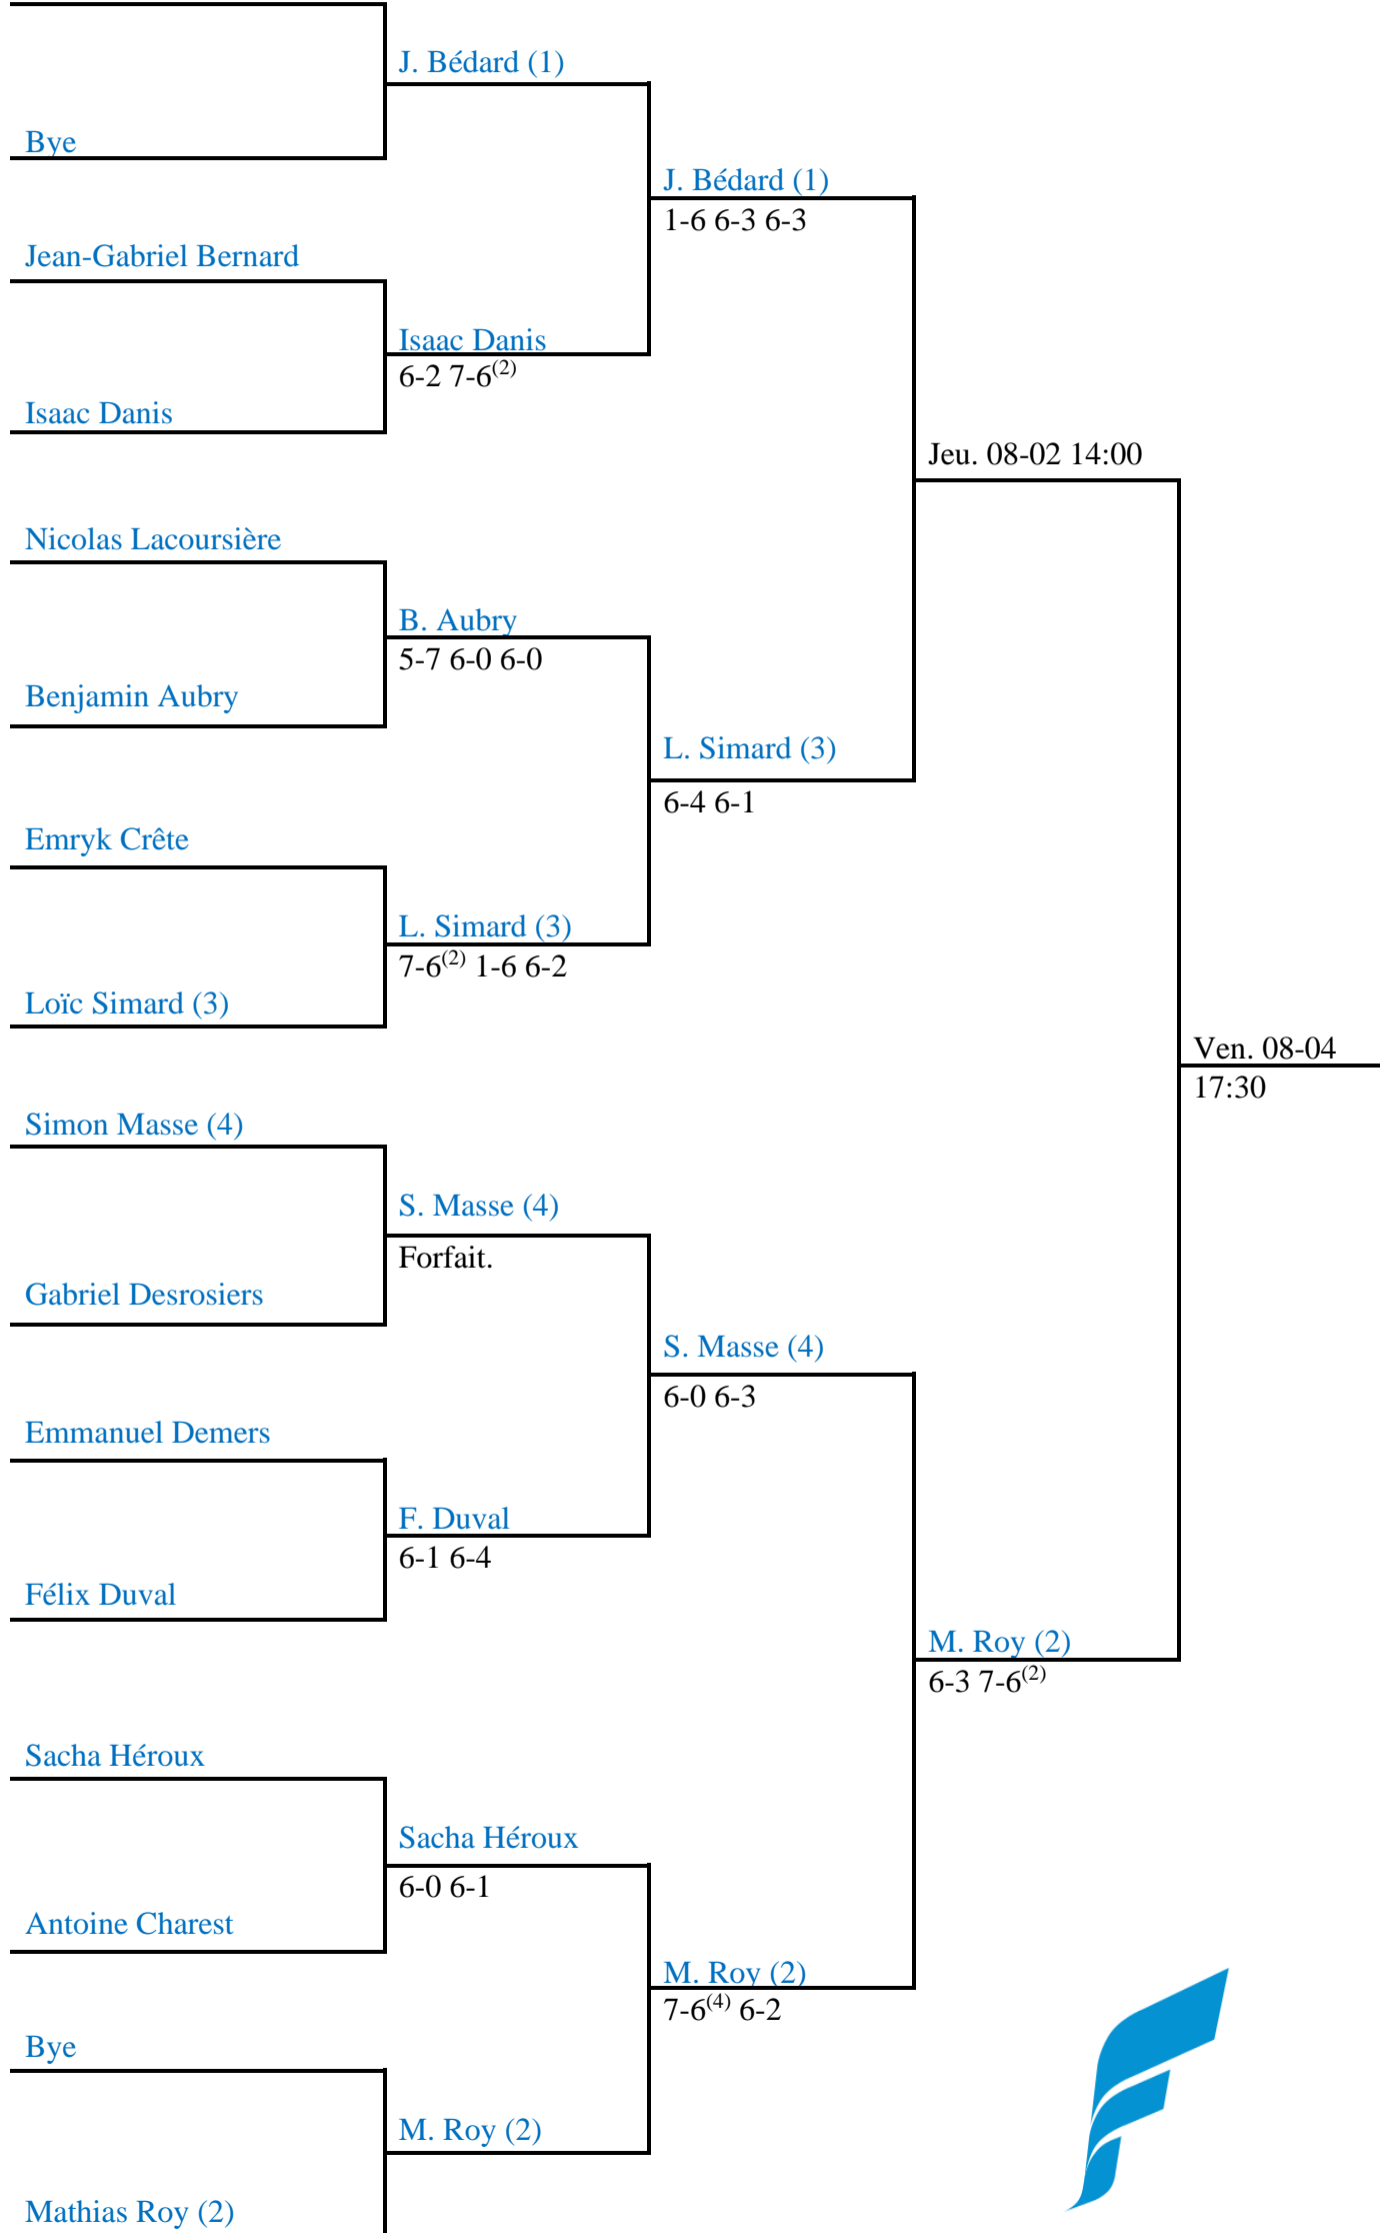 J. Bédard (1)
Bye
J. Bédard (1)
1-6 6-3 6-3
Jean-Gabriel Bernard
Isaac Danis
6-2 7-6(2)
Isaac Danis
Jeu. 08-02 14:00
Nicolas Lacoursière
B. Aubry
5-7 6-0 6-0
Benjamin Aubry
L. Simard (3)
6-4 6-1
Emryk Crête
L. Simard (3)
7-6(2) 1-6 6-2
Loïc Simard (3)
Ven. 08-04
17:30
Simon Masse (4)
S. Masse (4)
Forfait.
Gabriel Desrosiers
S. Masse (4)
6-0 6-3
Emmanuel Demers
F. Duval
6-1 6-4
Félix Duval
M. Roy (2)
6-3 7-6(2)
Sacha Héroux
Sacha Héroux
6-0 6-1
Antoine Charest
M. Roy (2)
7-6(4) 6-2
Bye
M. Roy (2)
Mathias Roy (2)